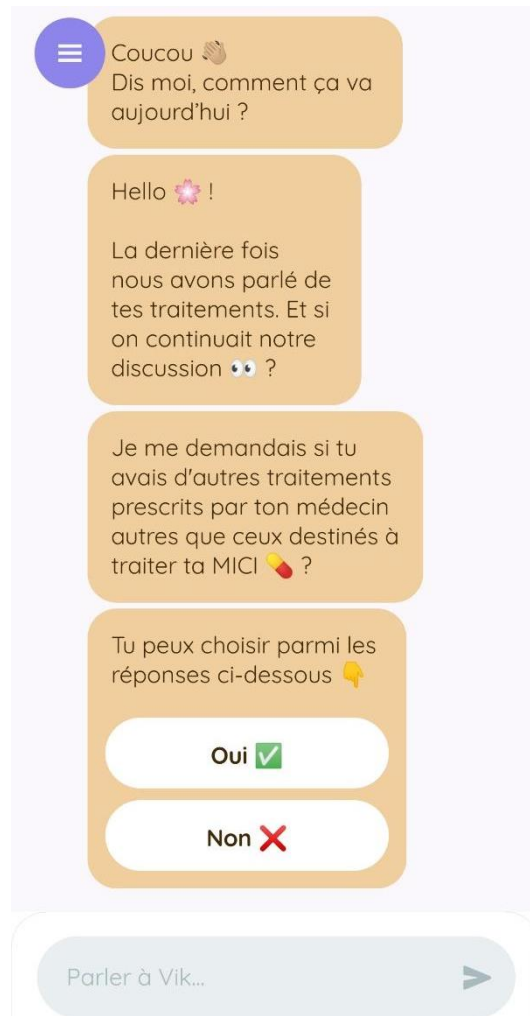 Coucou 👋🏼
Dis moi, comment ça va
aujourd’hui ?
Hello 🌸 !
La dernière fois
nous avons parlé de
tes traitements. Et si
on continuait notre
discussion 👀 ?
Je me demandais si tu
avais d'autres traitements
prescrits par ton médecin
autres que ceux destinés à
traiter ta MICI 💊 ?
Tu peux choisir parmi les
réponses ci-dessous 👇
Oui ✅
Non ❌
Parler à Vik...